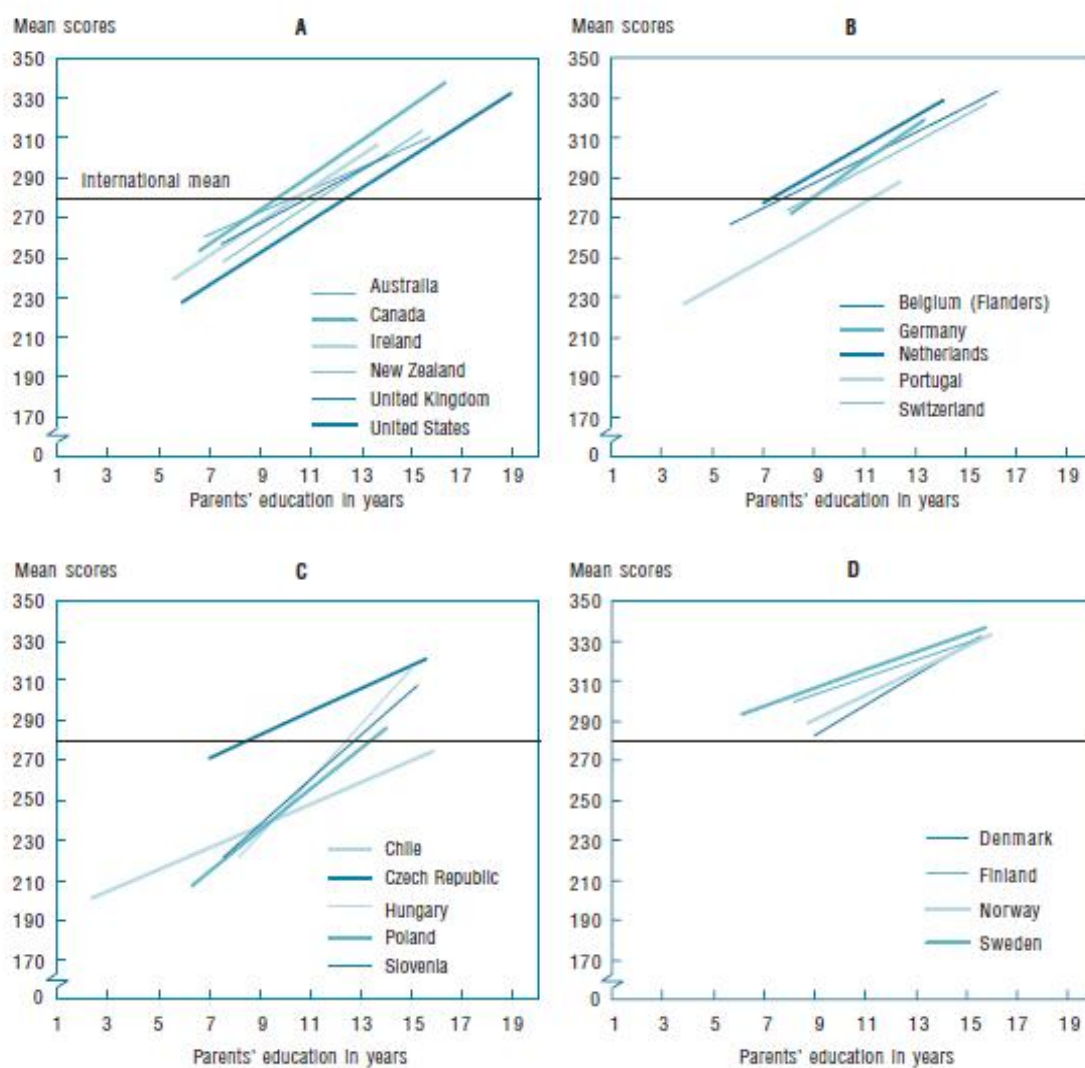 Mean scores
A
350
330
310
290
270
250
230
210
190
170
0
International mean
Australia
Canada
Ireland
New Zealand
United Kingdom
United States
1 3 5 7 9 11 13 15 17 19
Parents' education in years
Mean scores
B
350
330
310
290
270
250
230
210
190
170
0
Belgium (Flanders)
Germany
Netherlands
Portugal
Switzerland
1 3 5 7 9 11 13 15 17 19
Parents' education in years
Mean scores
C
350
330
310
290
270
250
230
210
190
170
0
Chile
Czech Republic
Hungary
Poland
Slovenia
1 3 5 7 9 11 13 15 17 19
Parents' education in years
Mean scores
D
350
330
310
290
270
250
230
210
190
170
0
Denmark
Finland
Norway
Sweden
1 3 5 7 9 11 13 15 17 19
Parents' education in years